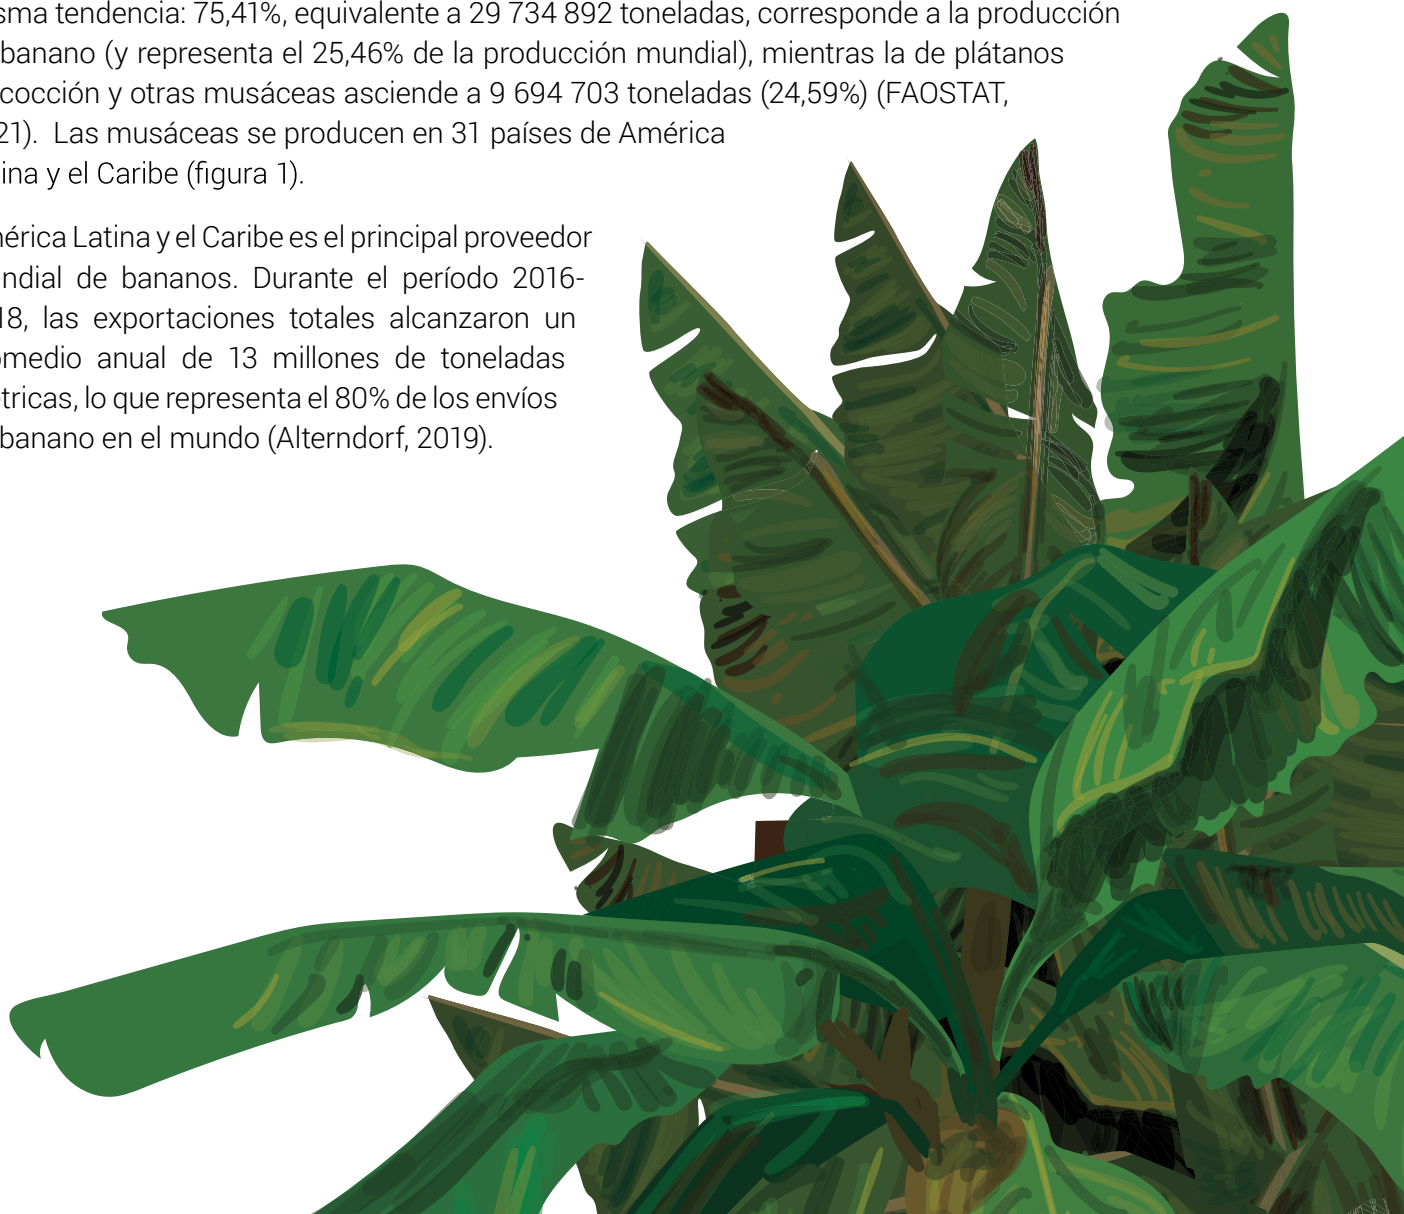 sma tendencia: 75,41%, equivalente a 29 734 892 toneladas, corresponde a la producción
banano (y representa el 25,46% de la producción mundial), mientras la de plátanos
cocción y otras musáceas asciende a 9 694 703 toneladas (24,59%) (FAOSTAT,
21). Las musáceas se producen en 31 países de América
ina y el Caribe (figura 1).
érica Latina y el Caribe es el principal proveedor
ndial de bananos. Durante el período 2016-
18, las exportaciones totales alcanzaron un
medio anual de 13 millones de toneladas
tricas, lo que representa el 80% de los envíos
banano en el mundo (Alterndorf, 2019).